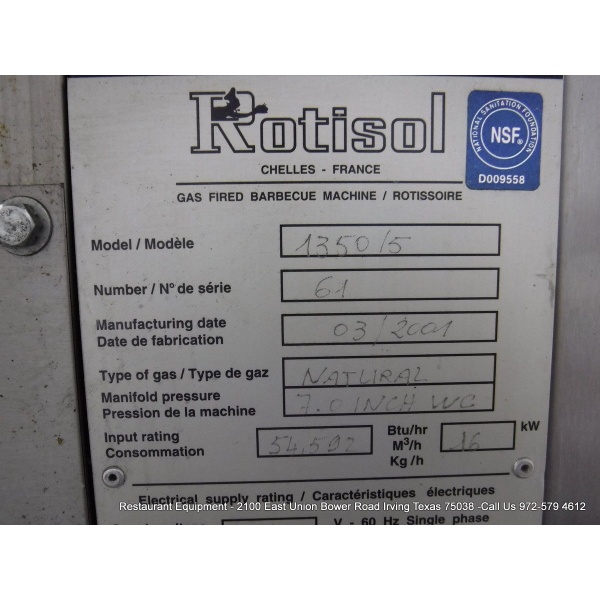 Rotisol
NATIONAL SANITATION FOUNDATION
NSF®
D009558
CHELLES - FRANCE
GAS FIRED BARBECUE MACHINE / ROTISSOIRE
Model / Modèle 1350/5
Number / N° de série 61
Manufacturing date
Date de fabrication 03/2001
Type of gas / Type de gaz NATURAL
Manifold pressure
Pression de la machine 7.0 INCH WC
Input rating
Consommation 54,592 Btu/hr
M³/h 16 kW
Kg/h
Electrical supply rating / Caractéristiques électriques
V - 60 Hz Single phase
Restaurant Equipment - 2100 East Union Bower Road Irving Texas 75038 -Call Us 972-579 4612